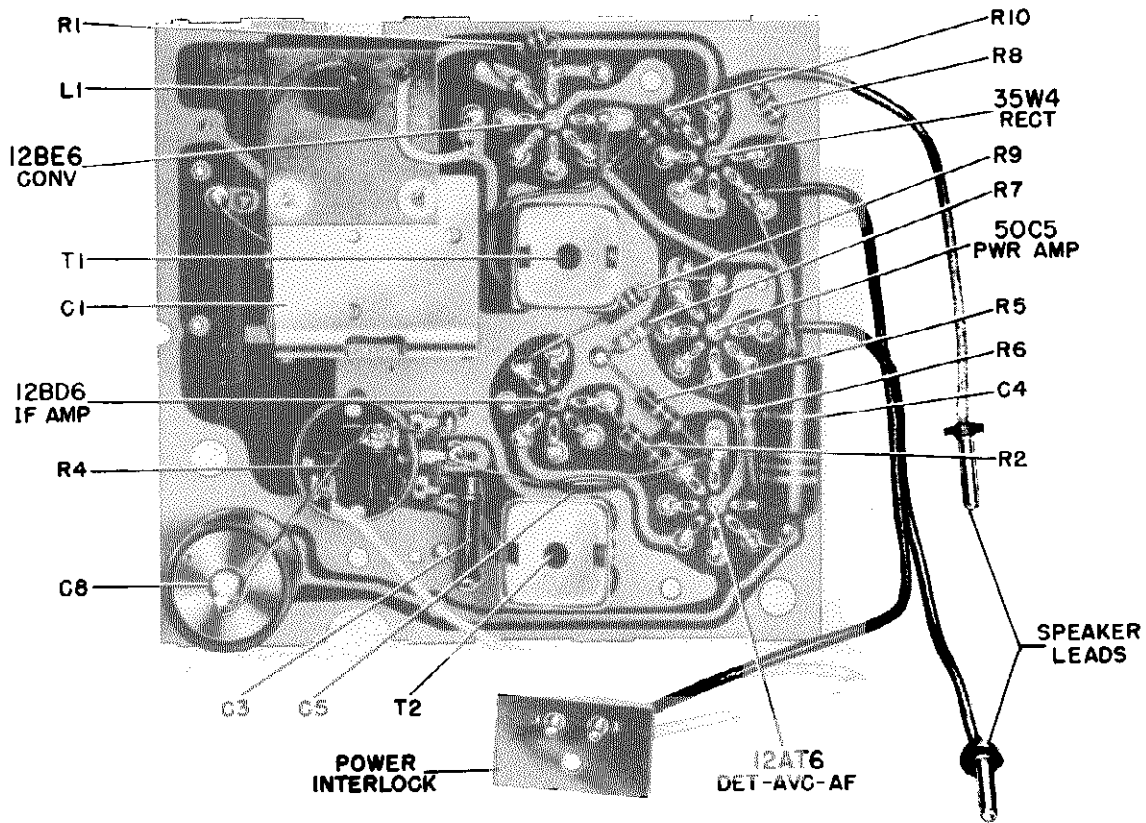 R1
L1
12BE6
CONV
T1
C1
12BD6
IF AMP
R4
C8
C3
C5
T2
POWER
INTERLOCK
12AT6
DET-AVC-AF
R10
R8
35W4
RECT
R9
R7
50C5
PWR AMP
R5
R6
C4
R2
SPEAKER
LEADS